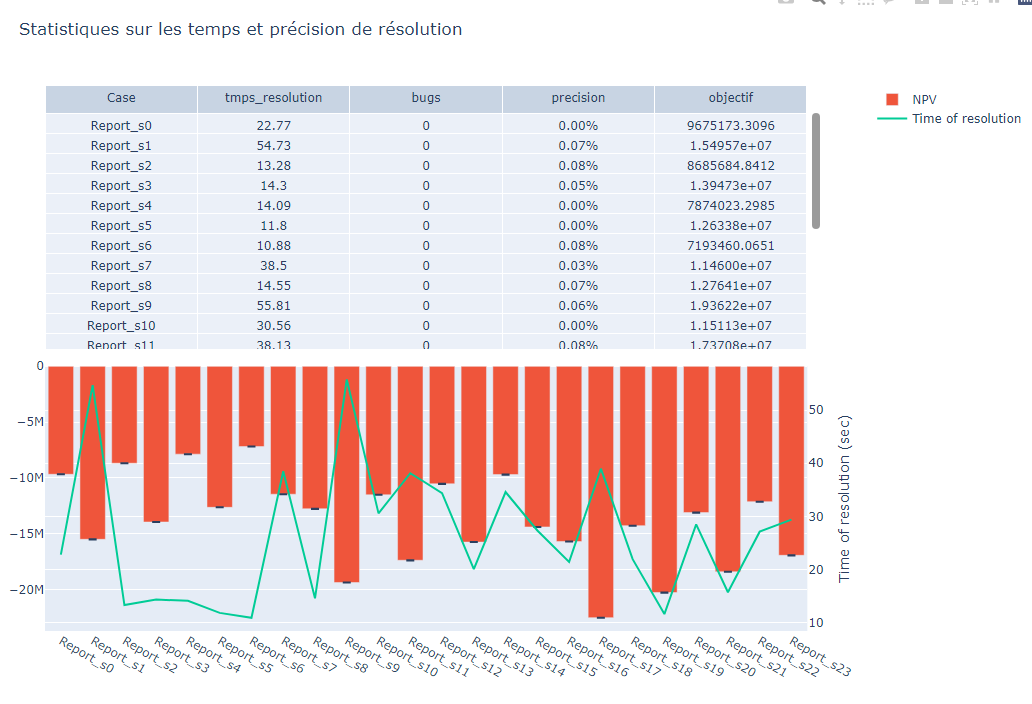 Statistiques sur les temps et précision de résolution
Case tmps_resolution bugs precision objectif
Report_s0 22.77 0 0.00% 9675173.3096
Report_s1 54.73 0 0.07% 1.54957e+07
Report_s2 13.28 0 0.08% 8685684.8412
Report_s3 14.3 0 0.05% 1.39473e+07
Report_s4 14.09 0 0.00% 7874023.2985
Report_s5 11.8 0 0.00% 1.26338e+07
Report_s6 10.88 0 0.08% 7193460.0651
Report_s7 38.5 0 0.03% 1.14600e+07
Report_s8 14.55 0 0.07% 1.27641e+07
Report_s9 55.81 0 0.06% 1.93622e+07
Report_s10 30.56 0 0.00% 1.15113e+07
Report_s11 38.13 0 0.08% 1.73708e+07
NPV
Time of resolution
0
−5M
−10M
−15M
−20M
50
40
30
20
10
Time of resolution (sec)
Report_s0
Report_s1
Report_s2
Report_s3
Report_s4
Report_s5
Report_s6
Report_s7
Report_s8
Report_s9
Report_s10
Report_s11
Report_s12
Report_s13
Report_s14
Report_s15
Report_s16
Report_s17
Report_s18
Report_s19
Report_s20
Report_s21
Report_s22
Report_s23